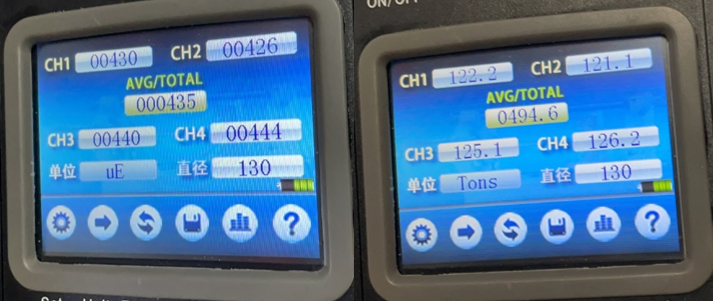 CH1 00430 CH2 00426
AVG/TOTAL
000435
CH3 00440 CH4 00444
单位 uE 直径 130
?
ON/OFF
CH1 122.2 CH2 121.1
AVG/TOTAL
0494.6
CH3 125.1 CH4 126.2
单位 Tons 直径 130
?